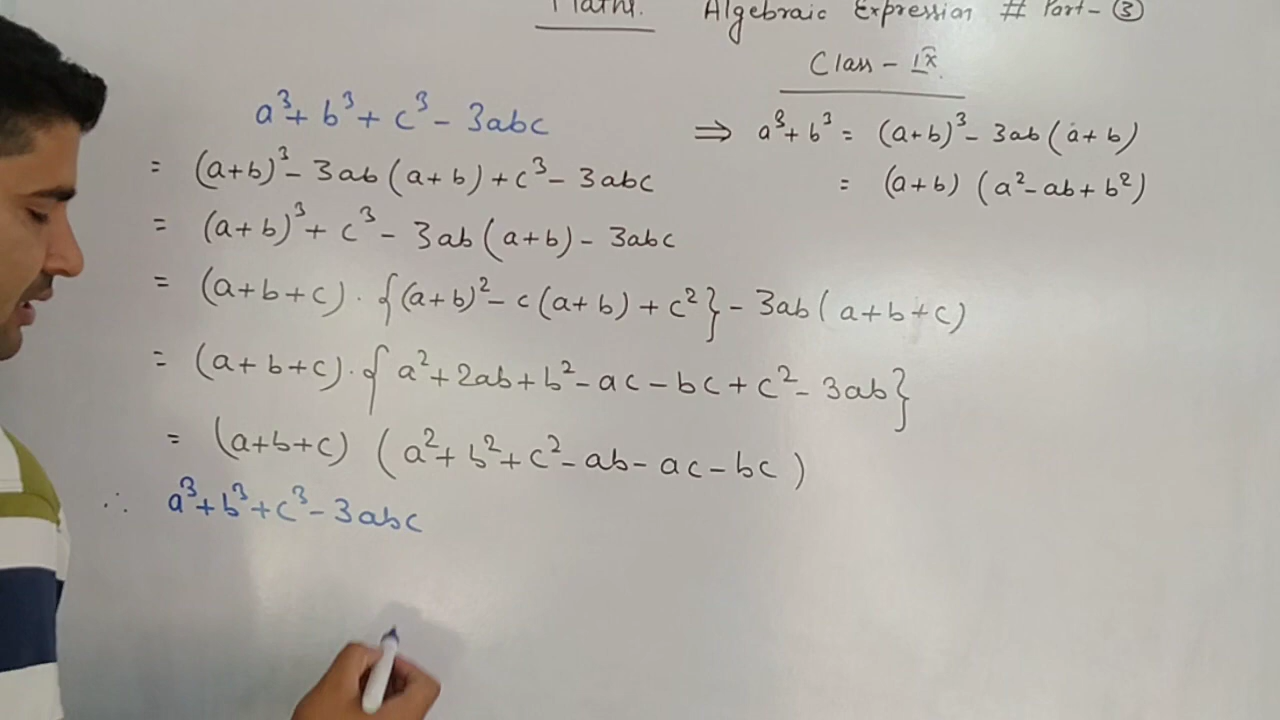 Maths. Algebraic Expression # Part - ③
Class - IX.
a³ + b³ + c³ - 3abc
= (a+b)³ - 3ab(a+b) + c³ - 3abc
= (a+b)³ + c³ - 3ab(a+b) - 3abc
= (a+b+c) · {(a+b)² - c(a+b) + c²} - 3ab(a+b+c)
= (a+b+c) · {a² + 2ab + b² - ac - bc + c² - 3ab}
= (a+b+c) (a² + b² + c² - ab - ac - bc)
∴ a³ + b³ + c³ - 3abc
⇒ a³ + b³ = (a+b)³ - 3ab(a+b)
= (a+b) (a² - ab + b²)